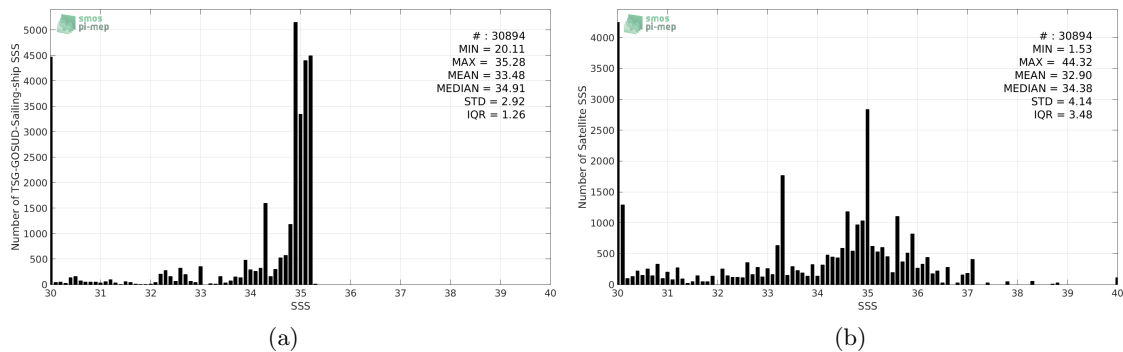 smos
pi-mep
# : 30894
MIN = 20.11
MAX = 35.28
MEAN = 33.48
MEDIAN = 34.91
STD = 2.92
IQR = 1.26
Number of TSG-GOSUD-Sailing-ship SSS
5000
4500
4000
3500
3000
2500
2000
1500
1000
500
0
30 31 32 33 34 35 36 37 38 39 40
SSS
(a)
smos
pi-mep
# : 30894
MIN = 1.53
MAX = 44.32
MEAN = 32.90
MEDIAN = 34.38
STD = 4.14
IQR = 3.48
Number of Satellite SSS
4000
3500
3000
2500
2000
1500
1000
500
0
30 31 32 33 34 35 36 37 38 39 40
SSS
(b)